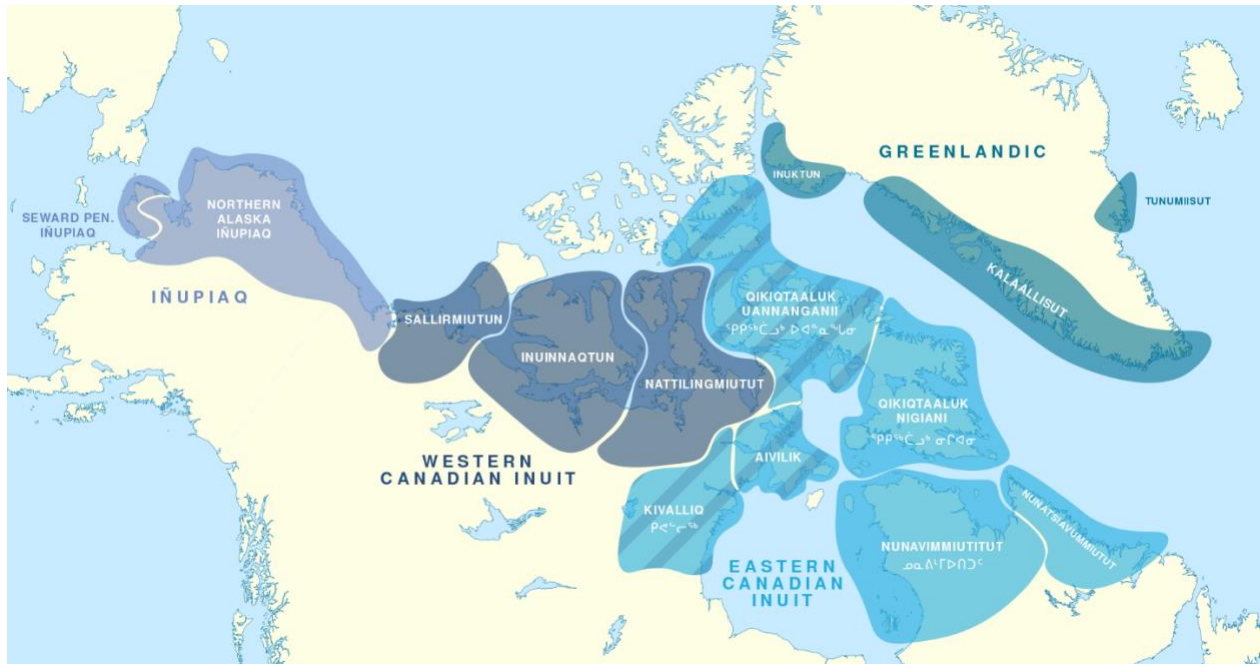 GREENLANDIC
INUKTUN
TUNUMIISUT
KALAALLISUT
SEWARD PEN.
IÑUPIAQ
NORTHERN
ALASKA
IÑUPIAQ
IÑUPIAQ
SALLIRMIUTUN
INUINNAQTUN
NATTILINGMIUTUT
WESTERN
CANADIAN INUIT
QIKIQTAALUK
UANNANGANII
ᕿᑭᖅᑖᓗᒃ ᐅᐊᓐᓇᖓᓂ
QIKIQTAALUK
NIGIANI
ᕿᑭᖅᑖᓗᒃ ᓂᒋᐊᓂ
AIVILIK
KIVALLIQ
ᑭᕙᓪᓕᖅ
NUNAVIMMIUTITUT
ᓄᓇᕕᒻᒥᐅᑎᑐᑦ
NUNATSIAVUMMIUTUT
EASTERN
CANADIAN
INUIT